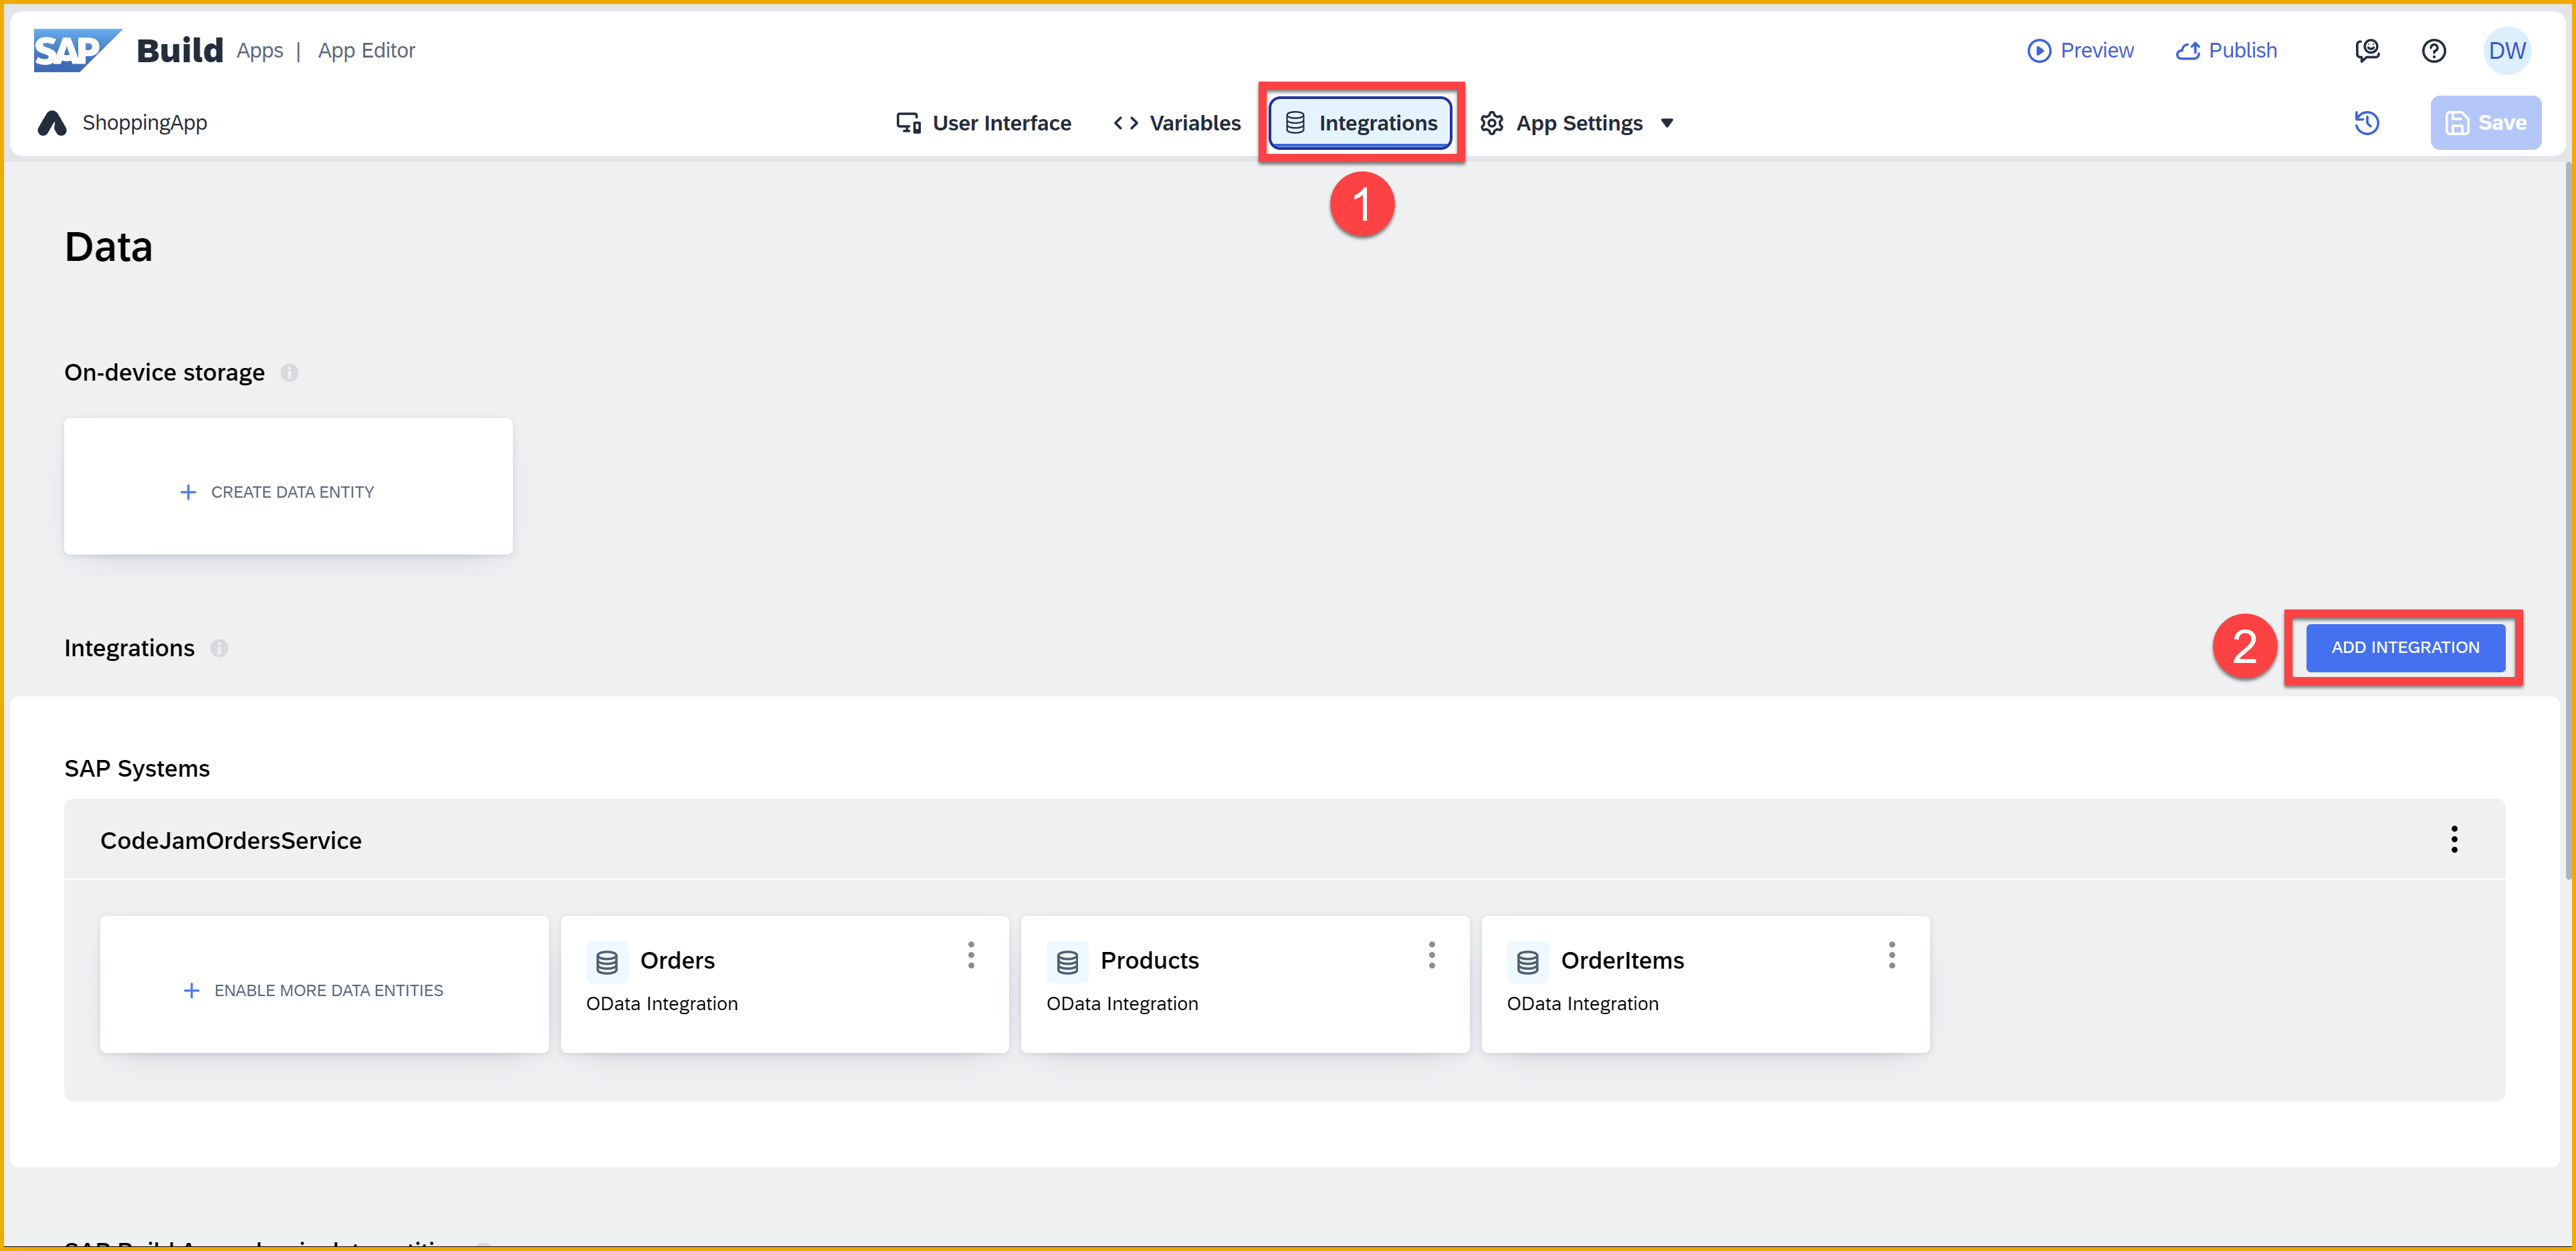 SAP Build Apps | App Editor
Preview Publish DW
ShoppingApp User Interface Variables Integrations App Settings Save
1
Data
On-device storage
+ CREATE DATA ENTITY
Integrations 2 ADD INTEGRATION
SAP Systems
CodeJamOrdersService
+ ENABLE MORE DATA ENTITIES
Orders
OData Integration
Products
OData Integration
OrderItems
OData Integration